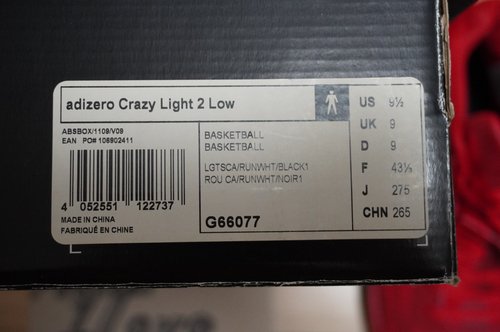 adizero Crazy Light 2 Low
ABSBOX/1109/V09
EAN PO# 106902411
BASKETBALL
BASKETBALL
LGTSCA/RUNWHT/BLACK1
ROU CA/RUNWHT/NOIR1
4 052551 122737
MADE IN CHINA
FABRIQUÉ EN CHINE
G66077
US 9½
UK 9
D 9
F 43⅓
J 275
CHN 265